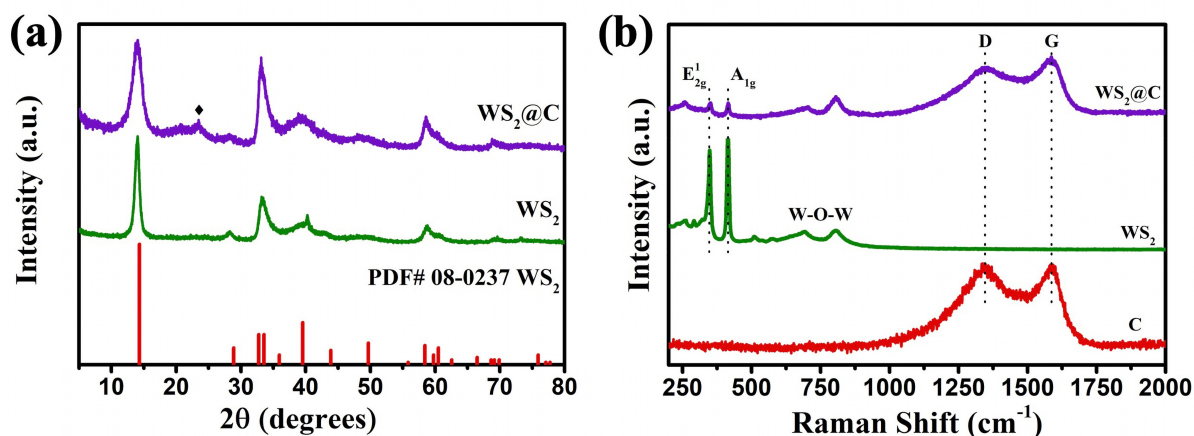 (a)
Intensity (a.u.)
♦
WS₂@C
WS₂
PDF# 08-0237 WS₂
10 20 30 40 50 60 70 80
2θ (degrees)
(b)
Intensity (a.u.)
D G
E¹₂g A₁g
WS₂@C
W-O-W
WS₂
C
250 500 750 1000 1250 1500 1750 2000
Raman Shift (cm⁻¹)